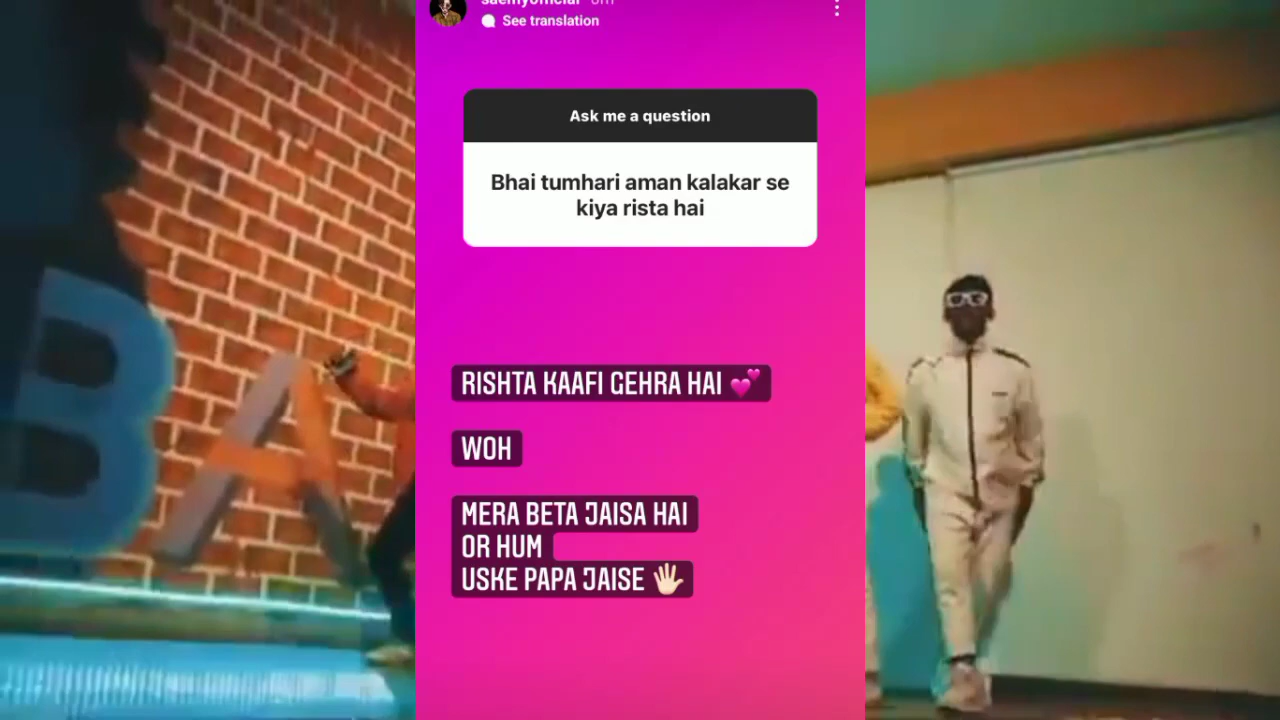 See translation
Ask me a question
Bhai tumhari aman kalakar se
kiya rista hai
RISHTA KAAFI GEHRA HAI 💕
WOH
MERA BETA JAISA HAI
OR HUM
USKE PAPA JAISE 🖐🏻
BA